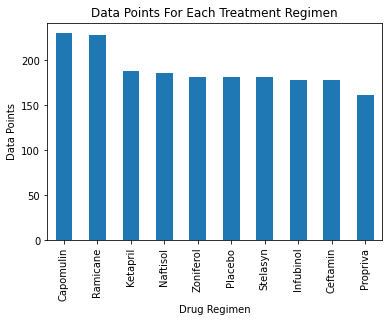 Data Points For Each Treatment Regimen
Data Points
200
150
100
50
0
Capomulin
Ramicane
Ketapril
Naftisol
Zoniferol
Placebo
Stelasyn
Infubinol
Ceftamin
Propriva
Drug Regimen